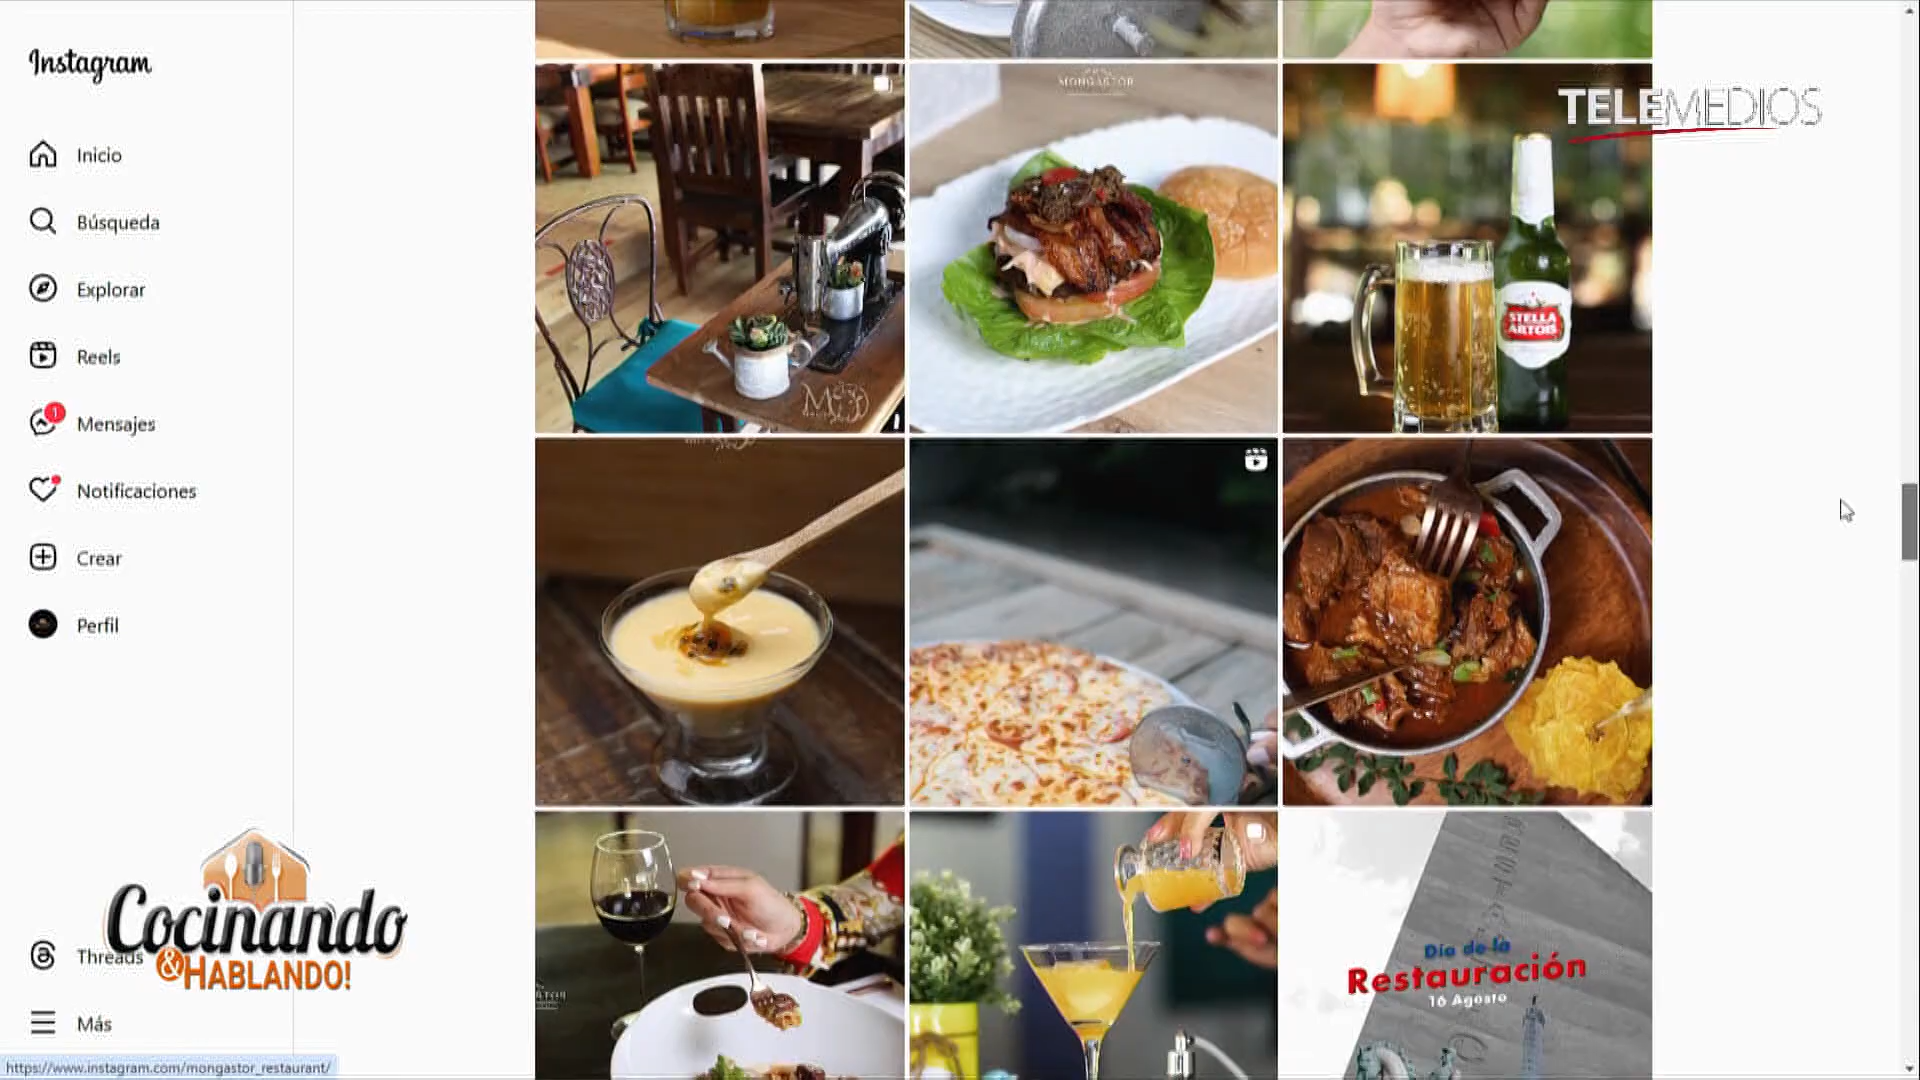 Instagram
Inicio
Búsqueda
Explorar
Reels
1
Mensajes
Notificaciones
Crear
Perfil
Threads
Más
Cocinando
& HABLANDO!
https://www.instagram.com/mongastor_restaurant/
TELEMEDIOS
MONGASTOR
STELLA
ARTOIS
Día de la
Restauración
16 Agosto